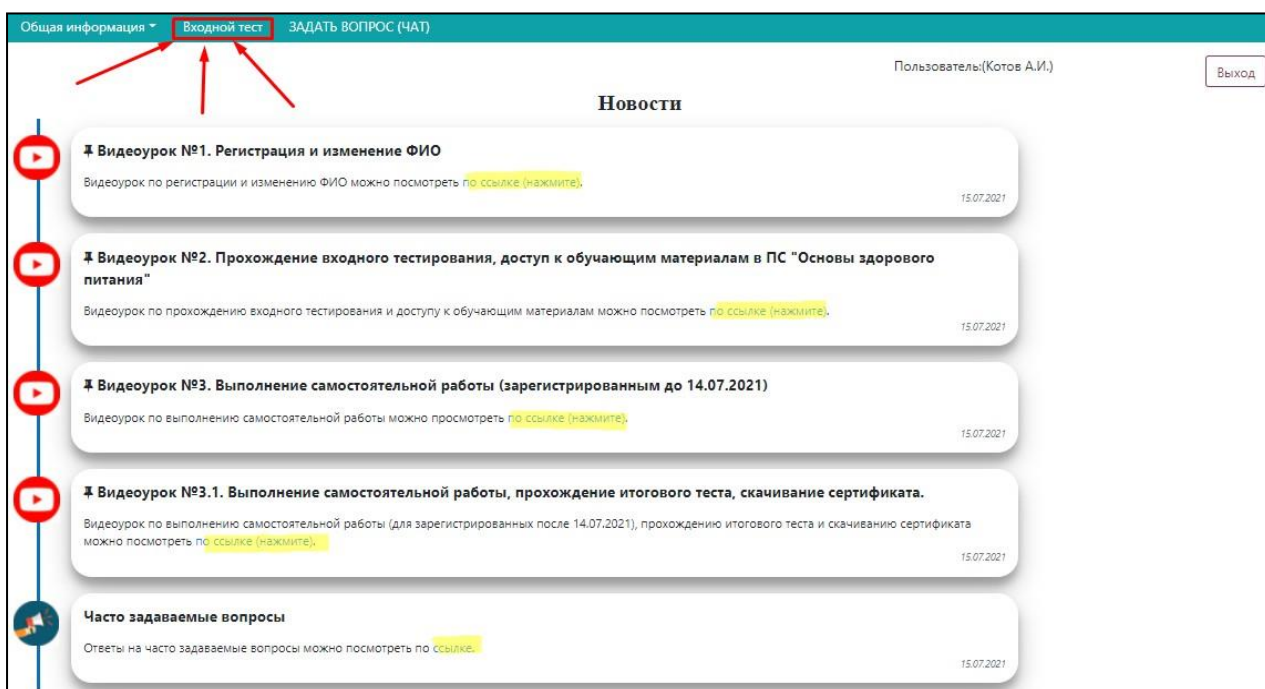 Общая информация Входной тест ЗАДАТЬ ВОПРОС (ЧАТ)
Пользователь:(Котов А.И.)
Выход
Новости
Видеоурок №1. Регистрация и изменение ФИО
Видеоурок по регистрации и изменению ФИО можно посмотреть по ссылке (нажмите).
15.07.2021
Видеоурок №2. Прохождение входного тестирования, доступ к обучающим материалам в ПС "Основы здорового
питания"
Видеоурок по прохождению входного тестирования и доступу к обучающим материалам можно посмотреть по ссылке (нажмите).
15.07.2021
Видеоурок №3. Выполнение самостоятельной работы (зарегистрированным до 14.07.2021)
Видеоурок по выполнению самостоятельной работы можно просмотреть по ссылке (нажмите).
15.07.2021
Видеоурок №3.1. Выполнение самостоятельной работы, прохождение итогового теста, скачивание сертификата.
Видеоурок по выполнению самостоятельной работы (для зарегистрированных после 14.07.2021), прохождению итогового теста и скачиванию сертификата
можно посмотреть по ссылке (нажмите).
15.07.2021
Часто задаваемые вопросы
Ответы на часто задаваемые вопросы можно посмотреть по ссылке.
15.07.2021